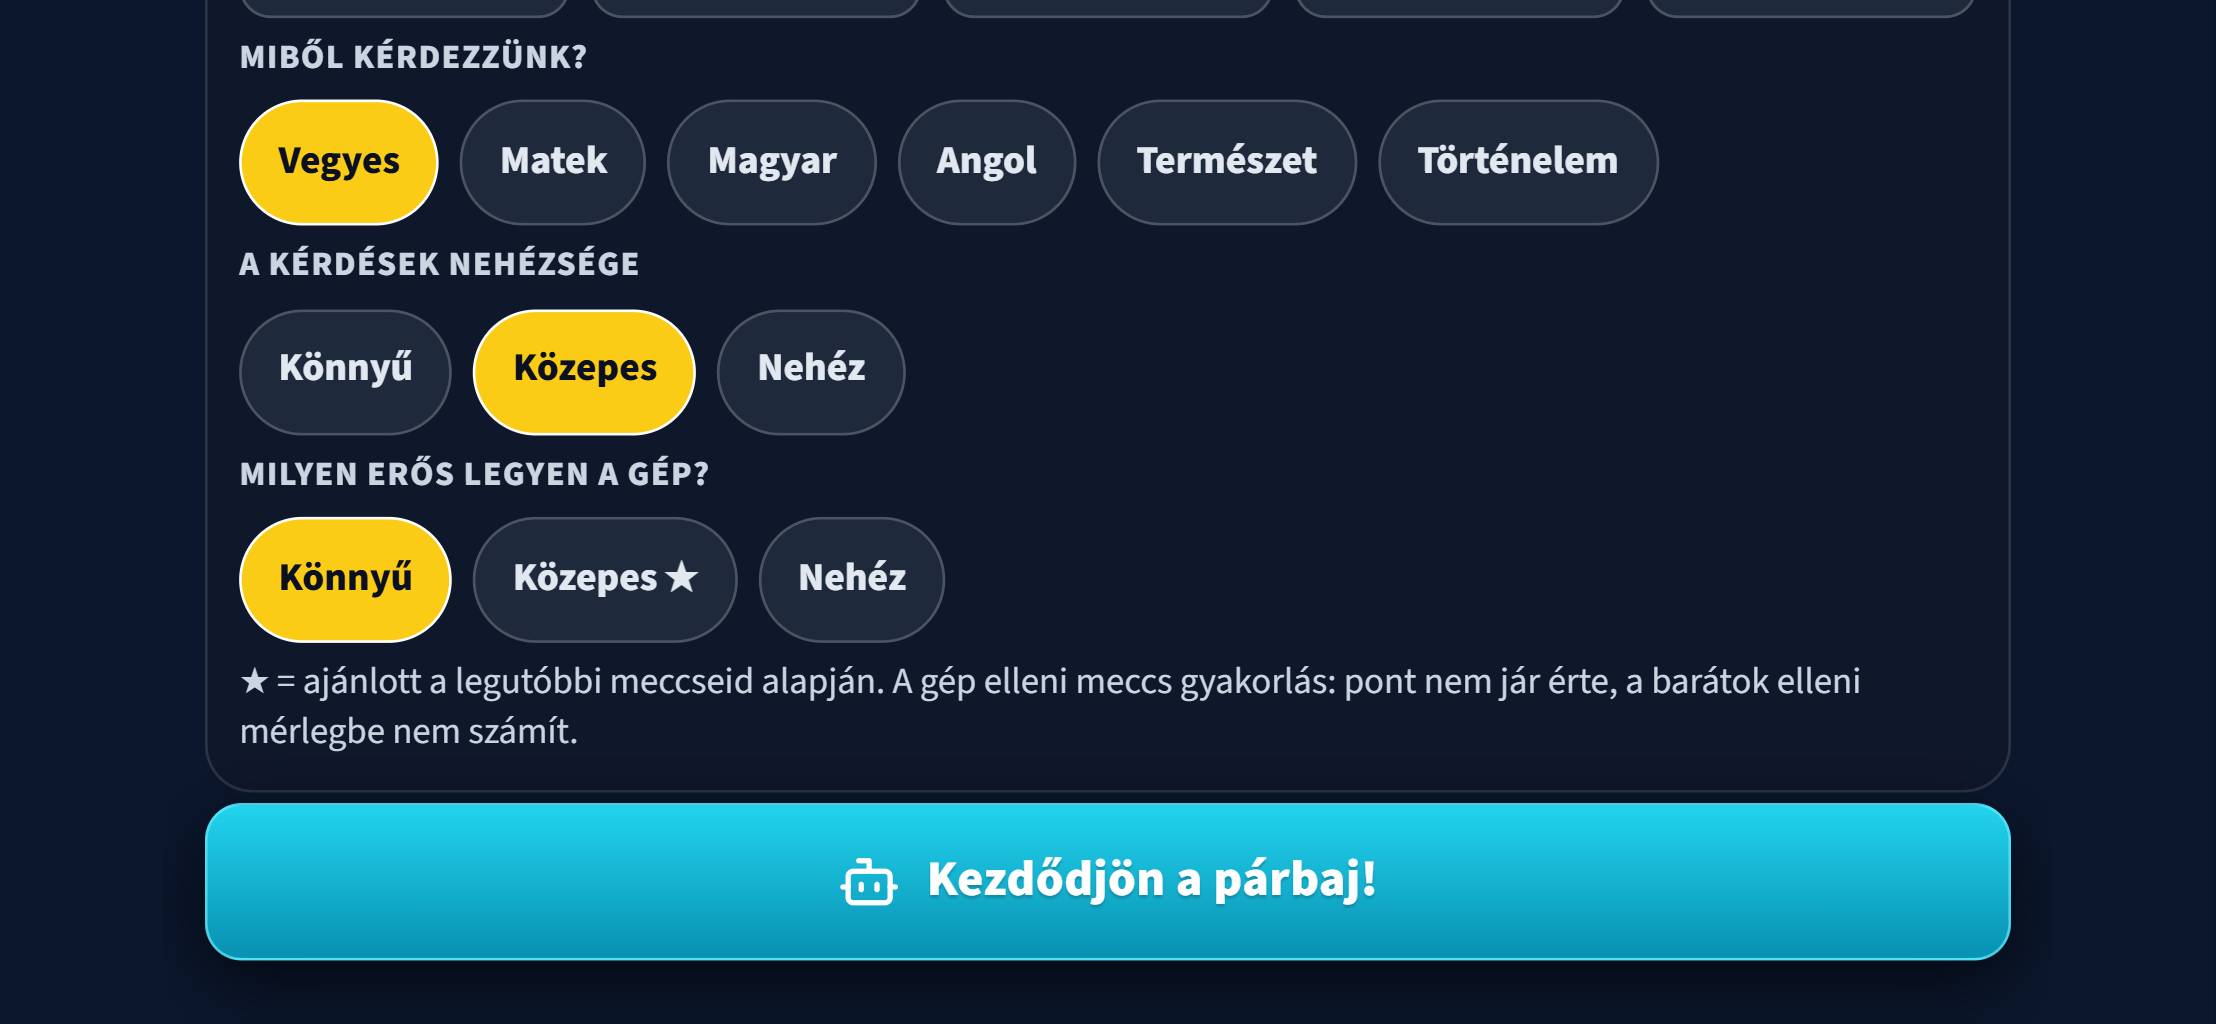 MIBŐL KÉRDEZZÜNK?
Vegyes Matek Magyar Angol Természet Történelem
A KÉRDÉSEK NEHÉZSÉGE
Könnyű Közepes Nehéz
MILYEN ERŐS LEGYEN A GÉP?
Könnyű Közepes ★ Nehéz
★ = ajánlott a legutóbbi meccseid alapján. A gép elleni meccs gyakorlás: pont nem jár érte, a barátok elleni
mérlegbe nem számít.
Kezdődjön a párbaj!